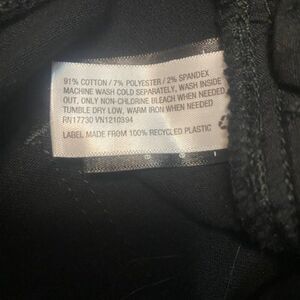 91% COTTON / 7% POLYESTER / 2% SPANDEX
MACHINE WASH COLD SEPARATELY, WASH INSIDE
OUT, ONLY NON-CHLORINE BLEACH WHEN NEEDED,
TUMBLE DRY LOW, WARM IRON WHEN NEEDED
RN17730 VN1210394
LABEL MADE FROM 100% RECYCLED PLASTIC